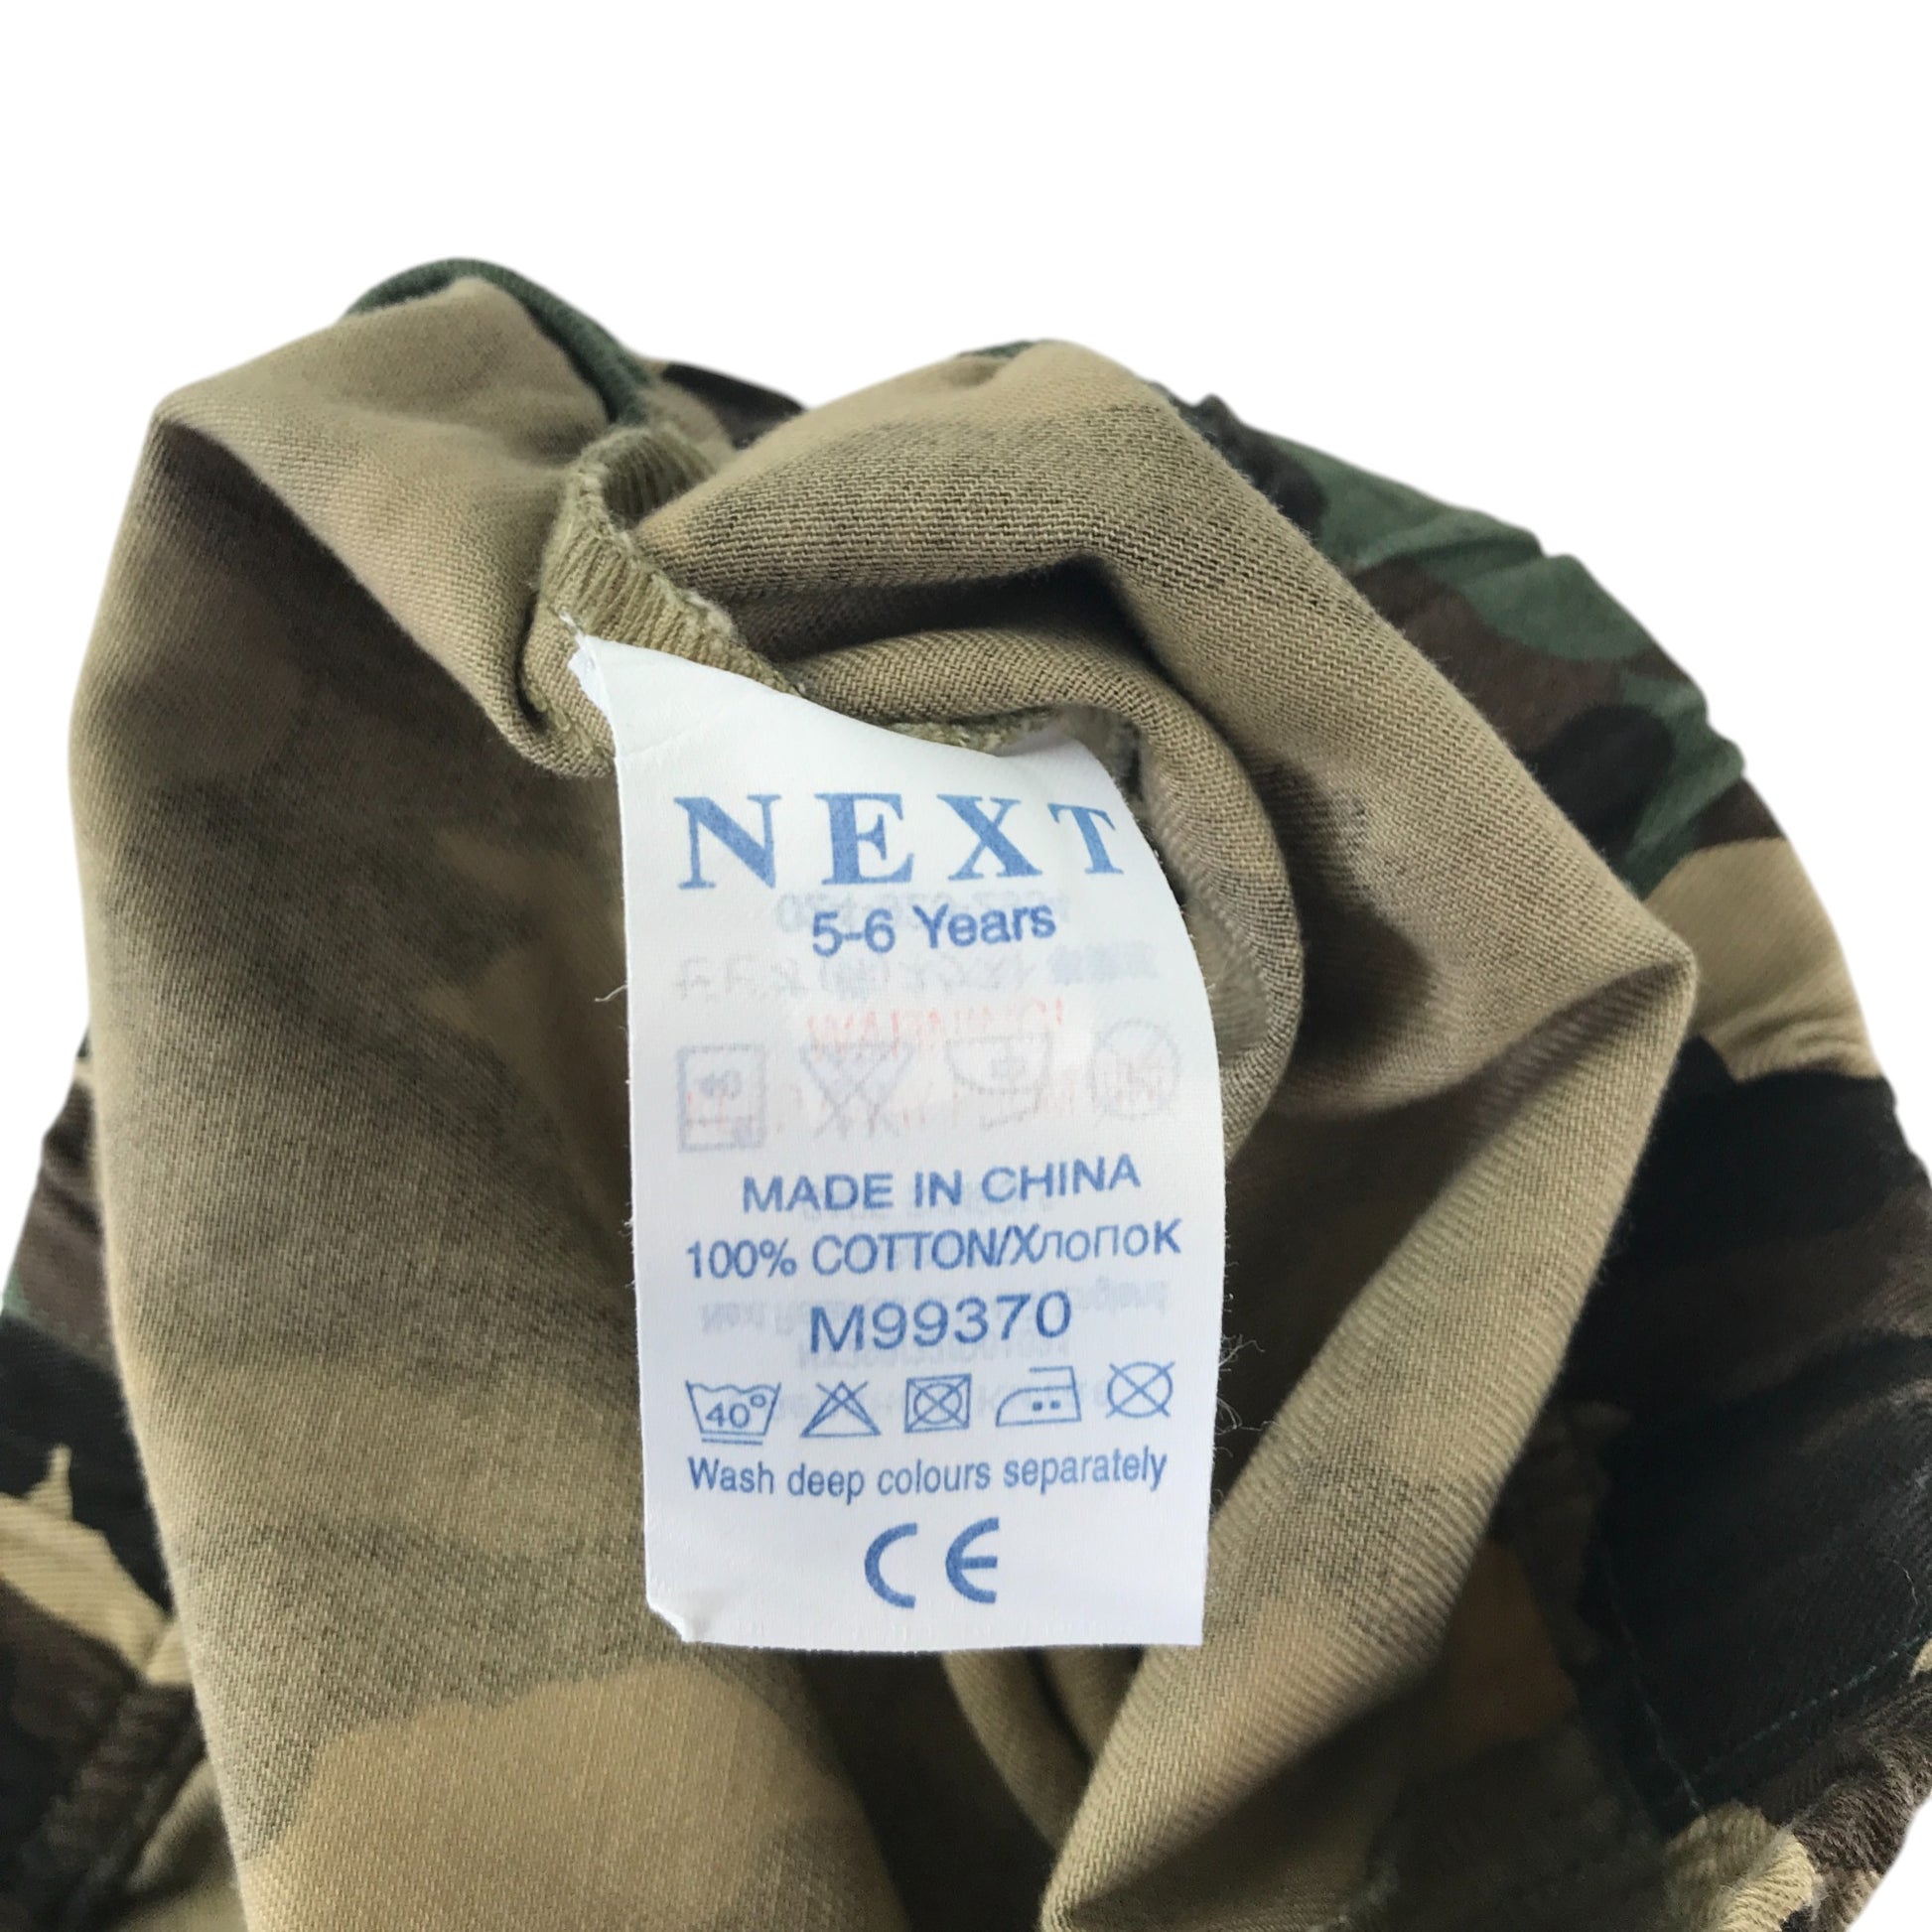 NEXT
5-6 Years
MADE IN CHINA
100% COTTON/Хлопок
M99370
40°
Wash deep colours separately
CE